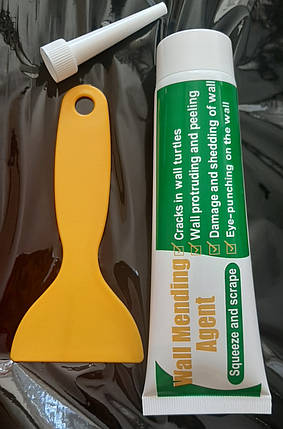 Wall Mending
Agent
Squeeze and scrape
Cracks in wall turtles
Wall protruding and peeling
Damage and shedding of wall
Eye-punching on the wall